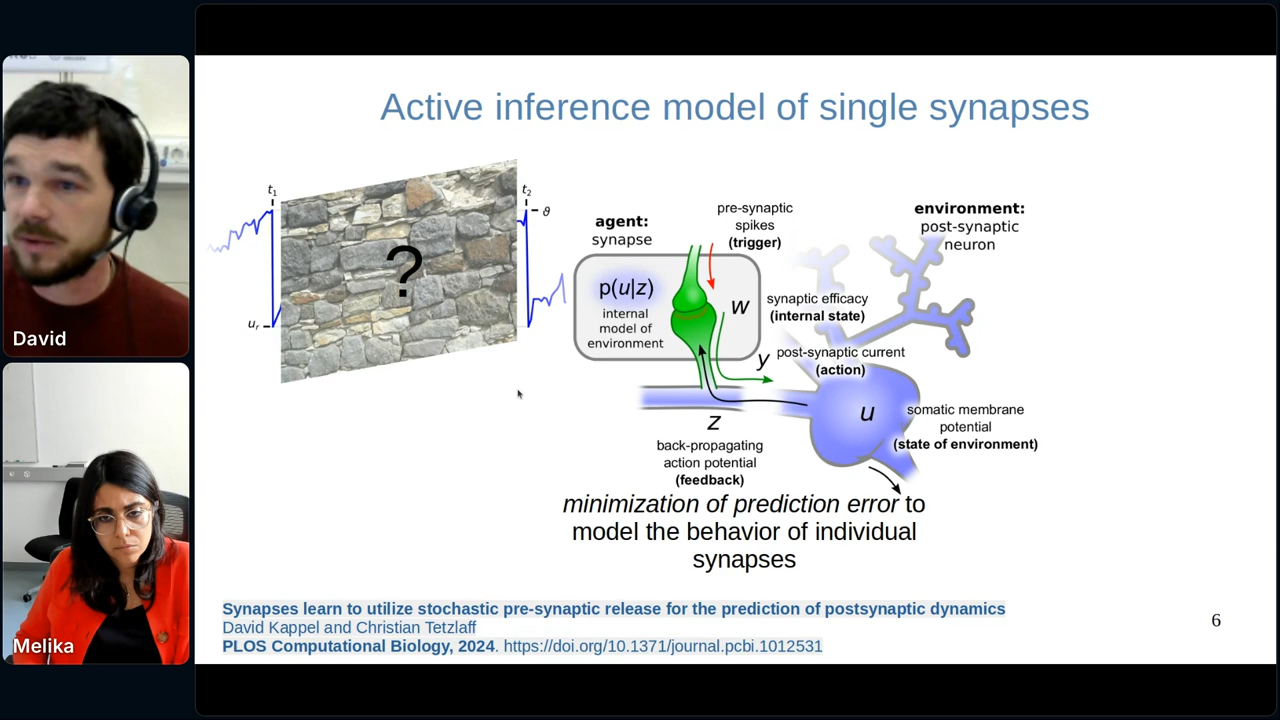 Active inference model of single synapses
t1
t2
ϑ
ur
?
agent:
synapse
p(u|z)
internal
model of
environment
pre-synaptic
spikes
(trigger)
w
synaptic efficacy
(internal state)
y
post-synaptic current
(action)
environment:
post-synaptic
neuron
u
somatic membrane
potential
(state of environment)
z
back-propagating
action potential
(feedback)
minimization of prediction error to
model the behavior of individual
synapses
Synapses learn to utilize stochastic pre-synaptic release for the prediction of postsynaptic dynamics
David Kappel and Christian Tetzlaff
PLOS Computational Biology, 2024. https://doi.org/10.1371/journal.pcbi.1012531
6
David
Melika